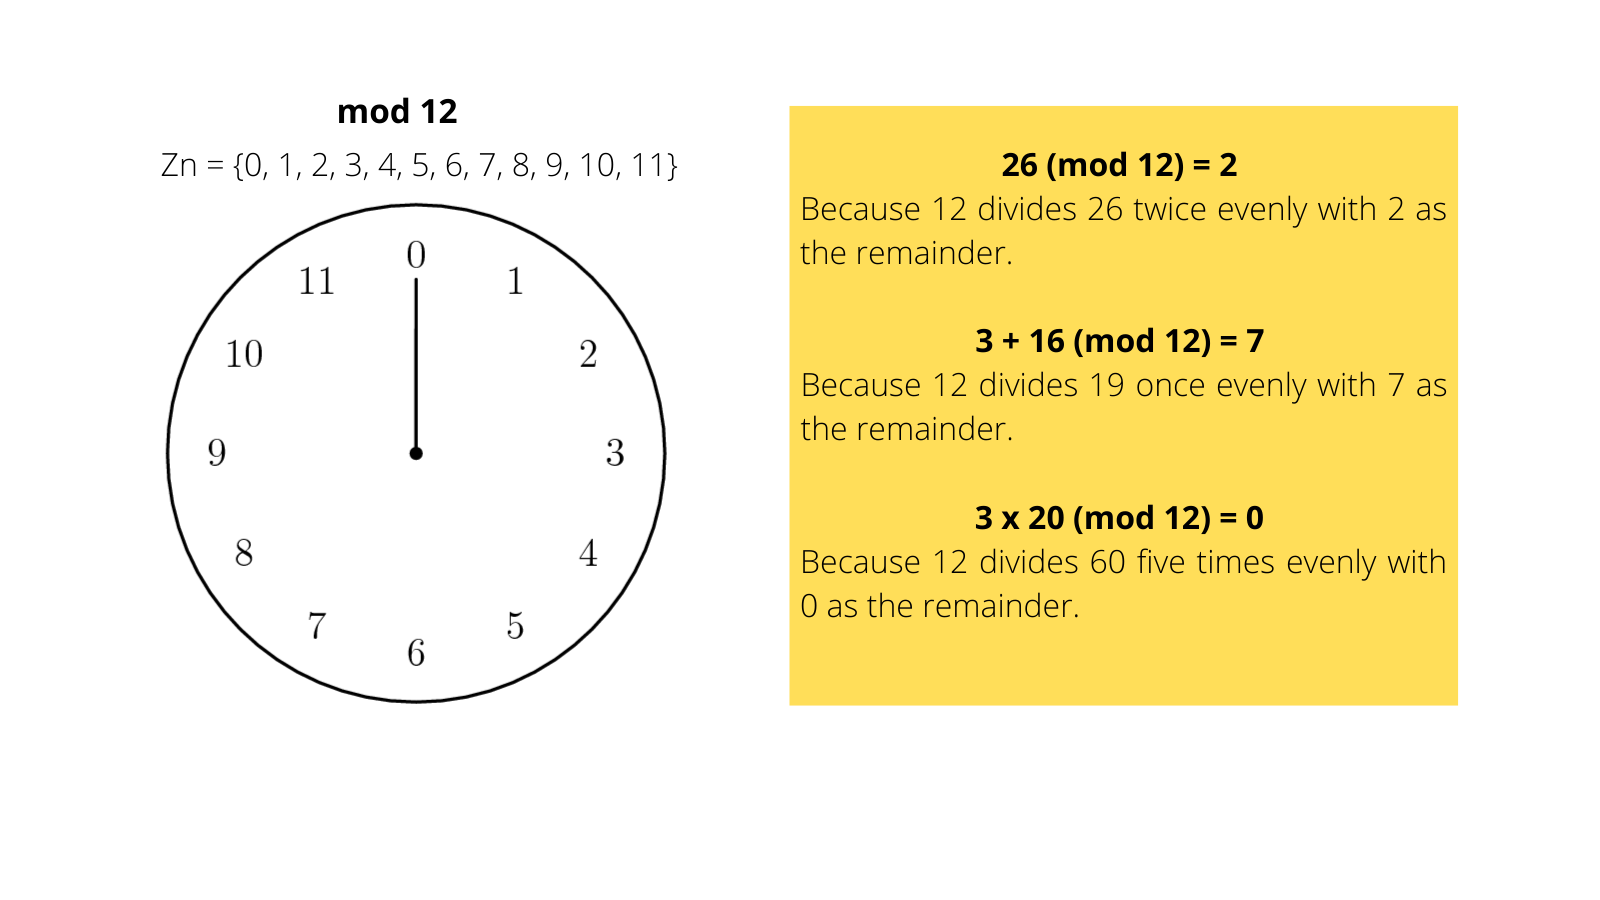 mod 12
Zn = {0, 1, 2, 3, 4, 5, 6, 7, 8, 9, 10, 11}
0
1
2
3
4
5
6
7
8
9
10
11
26 (mod 12) = 2
Because 12 divides 26 twice evenly with 2 as
the remainder.
3 + 16 (mod 12) = 7
Because 12 divides 19 once evenly with 7 as
the remainder.
3 x 20 (mod 12) = 0
Because 12 divides 60 five times evenly with
0 as the remainder.